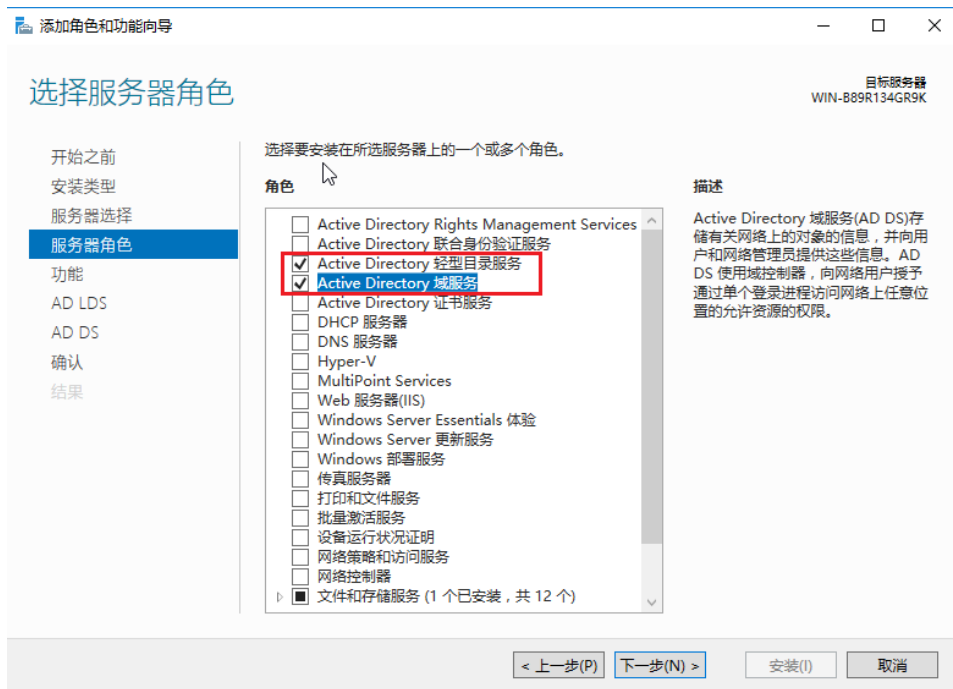 添加角色和功能向导
选择服务器角色
目标服务器
WIN-B89R134GR9K
开始之前
安装类型
服务器选择
服务器角色
功能
AD LDS
AD DS
确认
结果
选择要安装在所选服务器上的一个或多个角色。
角色
Active Directory Rights Management Services
Active Directory 联合身份验证服务
Active Directory 轻型目录服务
Active Directory 域服务
Active Directory 证书服务
DHCP 服务器
DNS 服务器
Hyper-V
MultiPoint Services
Web 服务器(IIS)
Windows Server Essentials 体验
Windows Server 更新服务
Windows 部署服务
传真服务器
打印和文件服务
批量激活服务
设备运行状况证明
网络策略和访问服务
网络控制器
文件和存储服务 (1 个已安装，共 12 个)
描述
Active Directory 域服务(AD DS)存
储有关网络上的对象的信息，并向用
户和网络管理员提供这些信息。AD
DS 使用域控制器，向网络用户授予
通过单个登录进程访问网络上任意位
置的允许资源的权限。
< 上一步(P)
下一步(N) >
安装(I)
取消